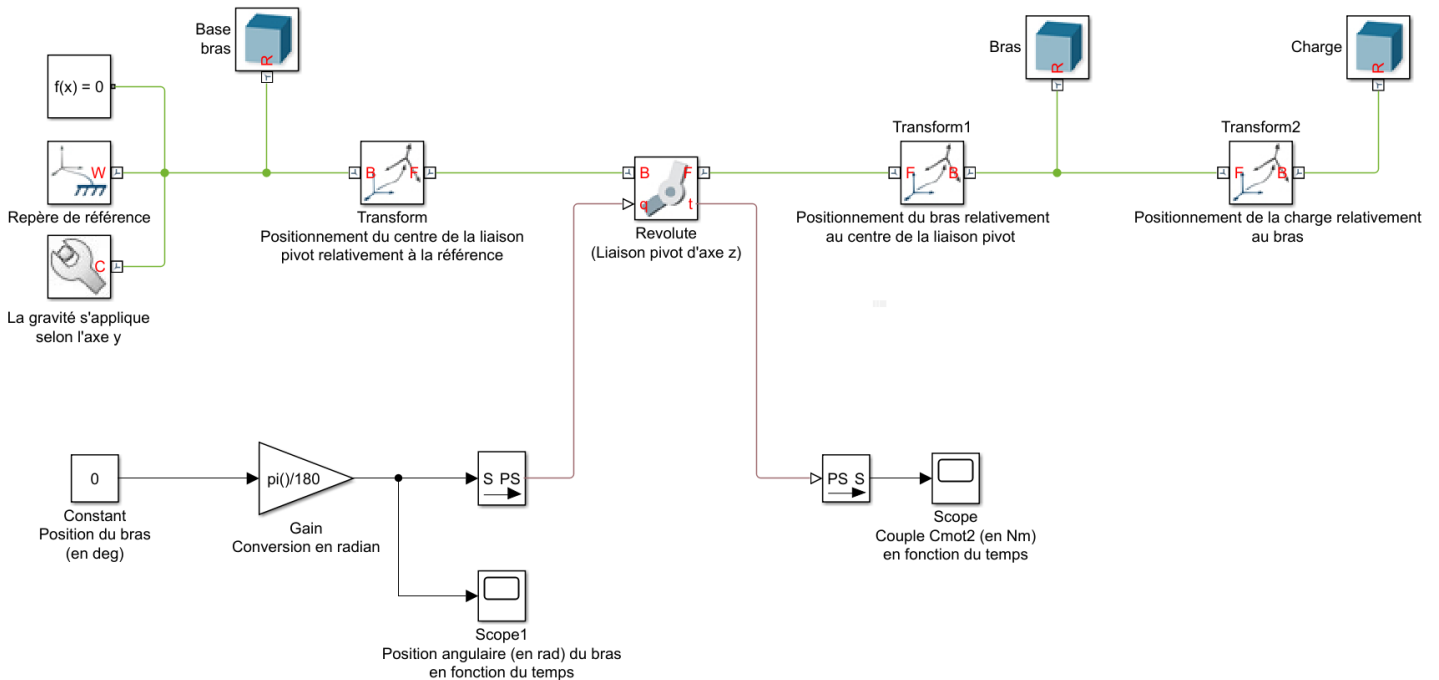 Base
bras
R
f(x) = 0
W
Repère de référence
C
La gravité s'applique
selon l'axe y
B
F
Transform
Positionnement du centre de la liaison
pivot relativement à la référence
B
F
q
t
Revolute
(Liaison pivot d'axe z)
Transform1
F
B
Positionnement du bras relativement
au centre de la liaison pivot
Bras
R
Transform2
F
B
Positionnement de la charge relativement
au bras
Charge
R
0
Constant
Position du bras
(en deg)
pi()/180
Gain
Conversion en radian
S PS
Scope1
Position angulaire (en rad) du bras
en fonction du temps
PS S
Scope
Couple Cmot2 (en Nm)
en fonction du temps